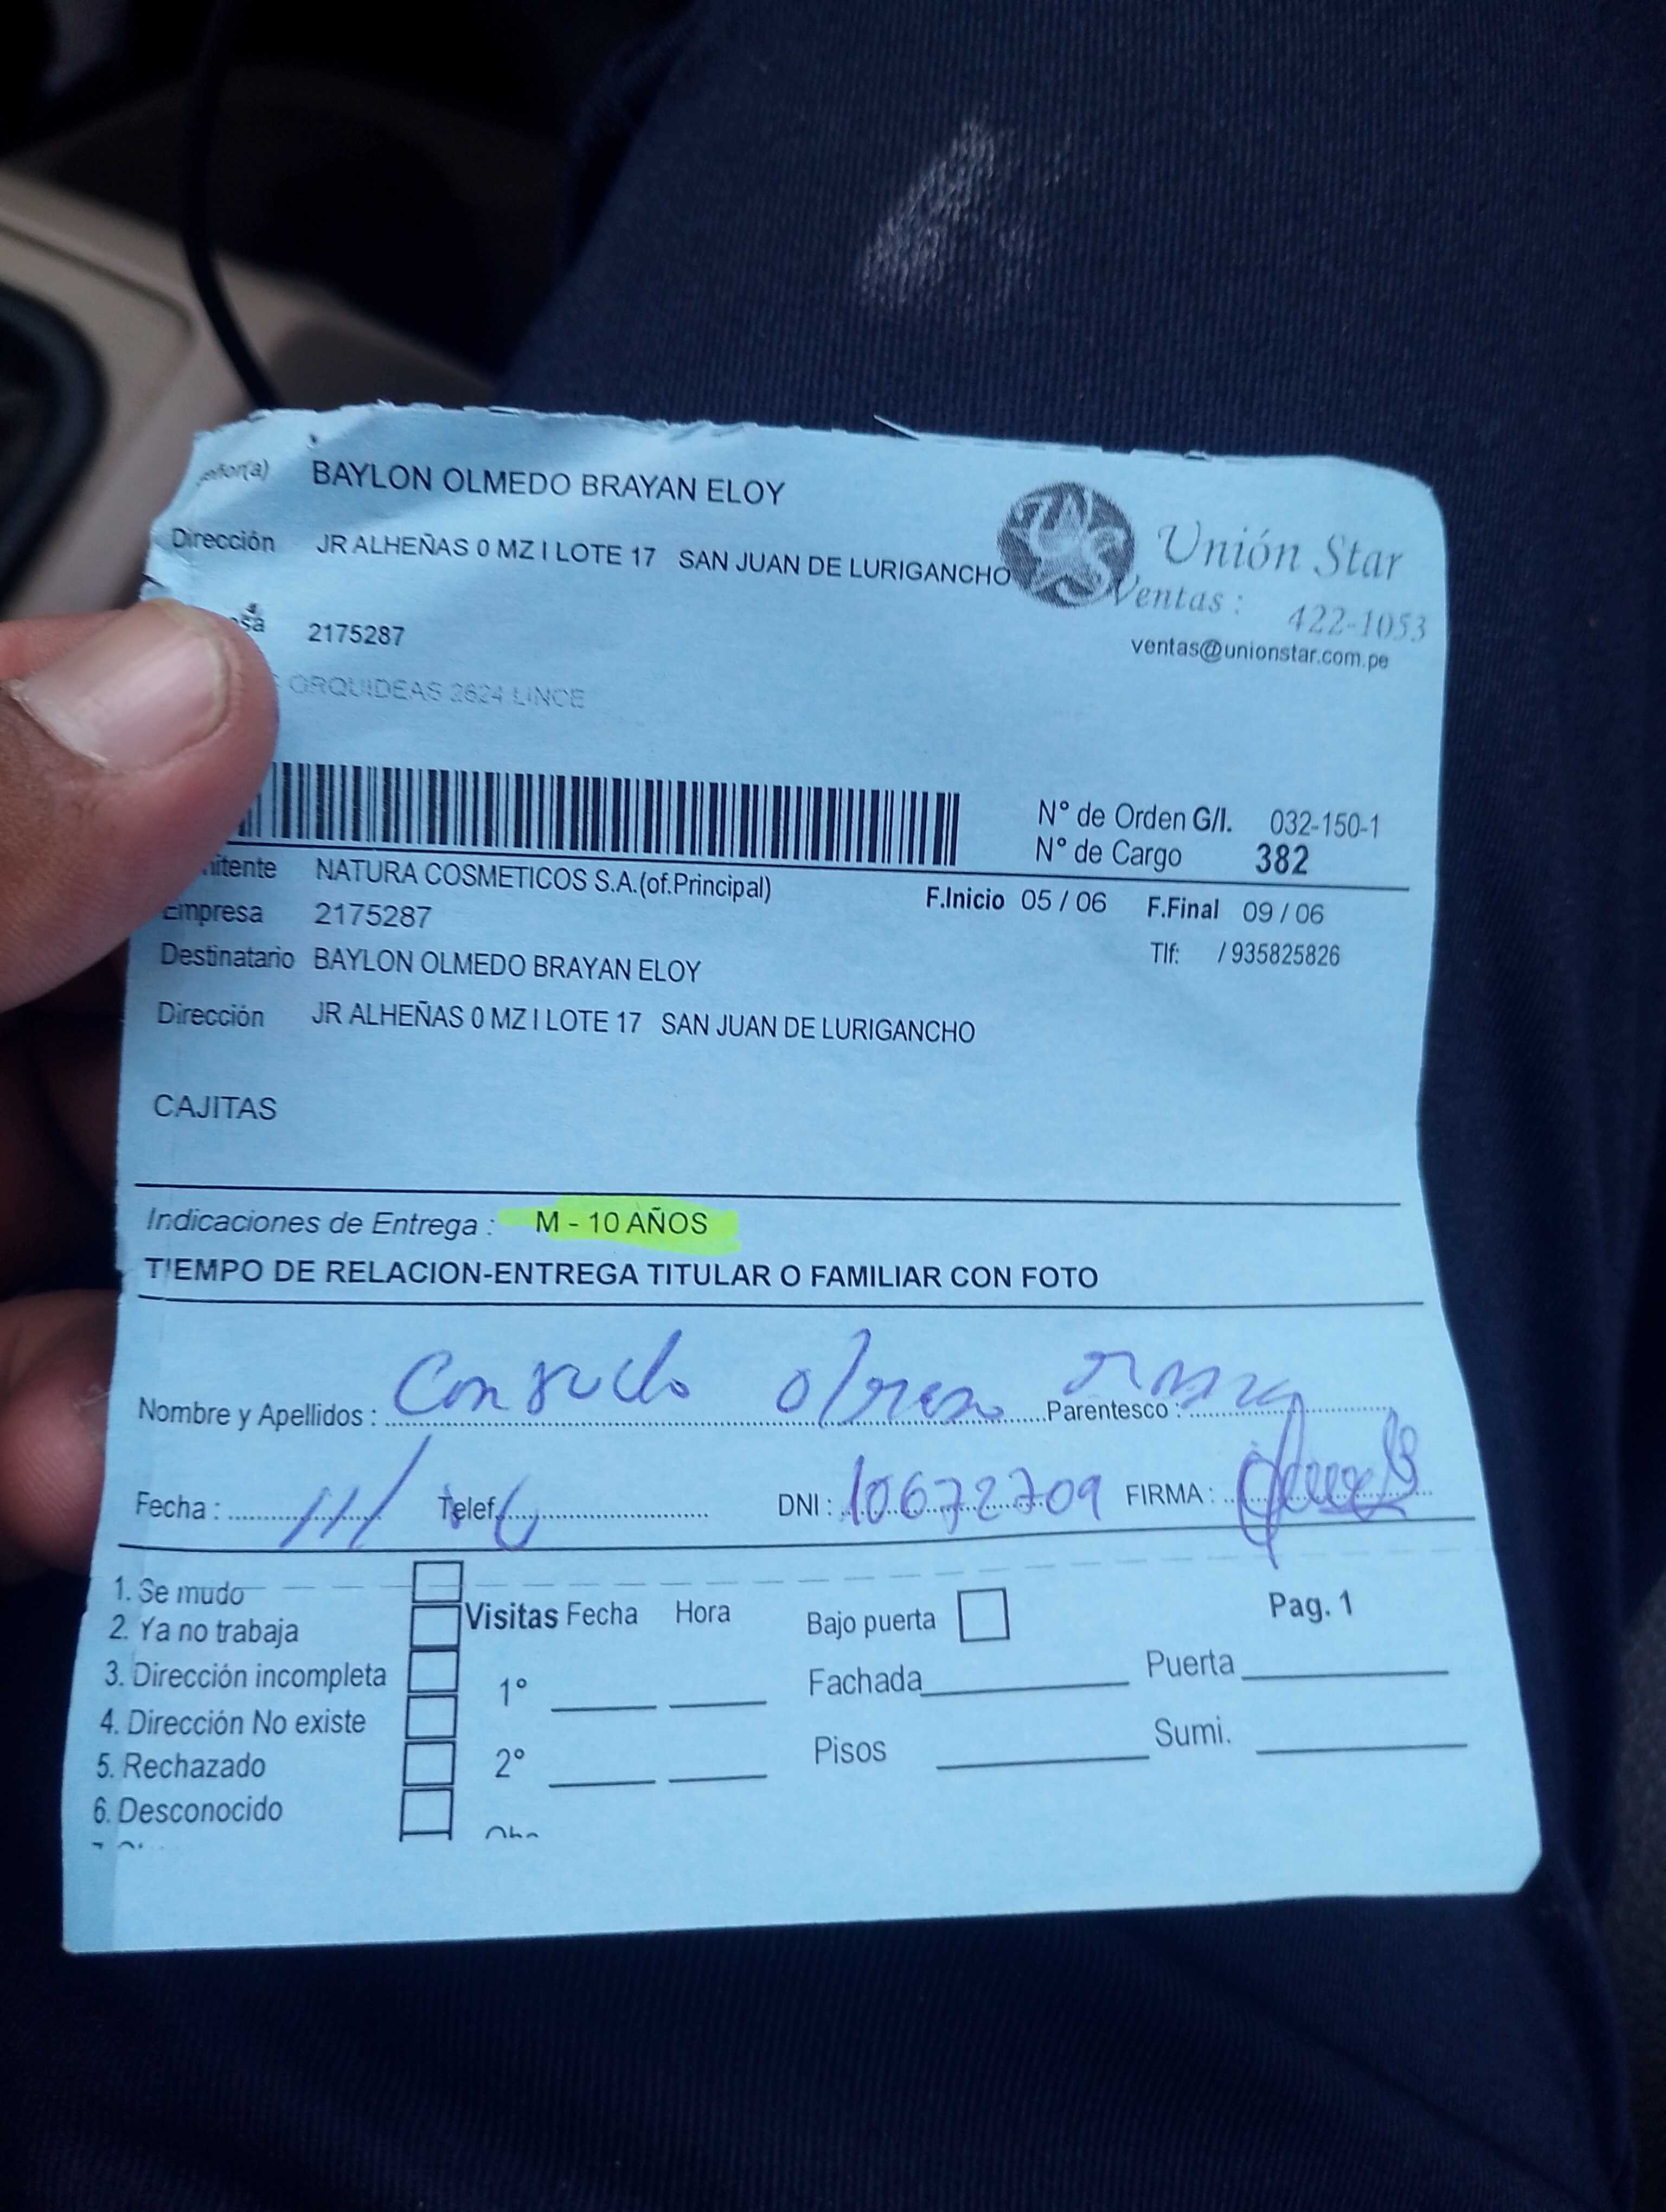 BAYLON OLMEDO BRAYAN ELOY
Dirección JR ALHEÑAS 0 MZ I LOTE 17 SAN JUAN DE LURIGANCHO
Unión Star
Ventas : 422-1053
ventas@unionstar.com.pe
2175287
ORQUIDEAS 2624 LINCE
N° de Orden G/I. 032-150-1
N° de Cargo 382
NATURA COSMETICOS S.A.(of.Principal)
F.Inicio 05 / 06 F.Final 09 / 06
Empresa 2175287
Tlf: / 935825826
Destinatario BAYLON OLMEDO BRAYAN ELOY
Dirección JR ALHEÑAS 0 MZ I LOTE 17 SAN JUAN DE LURIGANCHO
CAJITAS
Indicaciones de Entrega : M - 10 AÑOS
TIEMPO DE RELACION-ENTREGA TITULAR O FAMILIAR CON FOTO
Nombre y Apellidos : Consuelo Parentesco :
Fecha : 11/ Telef. DNI : 10672709 FIRMA :
1. Se mudo
2. Ya no trabaja
3. Dirección incompleta
4. Dirección No existe
5. Rechazado
6. Desconocido
Visitas Fecha Hora
1°
2°
Bajo puerta
Pag. 1
Fachada Puerta
Pisos Sumi.